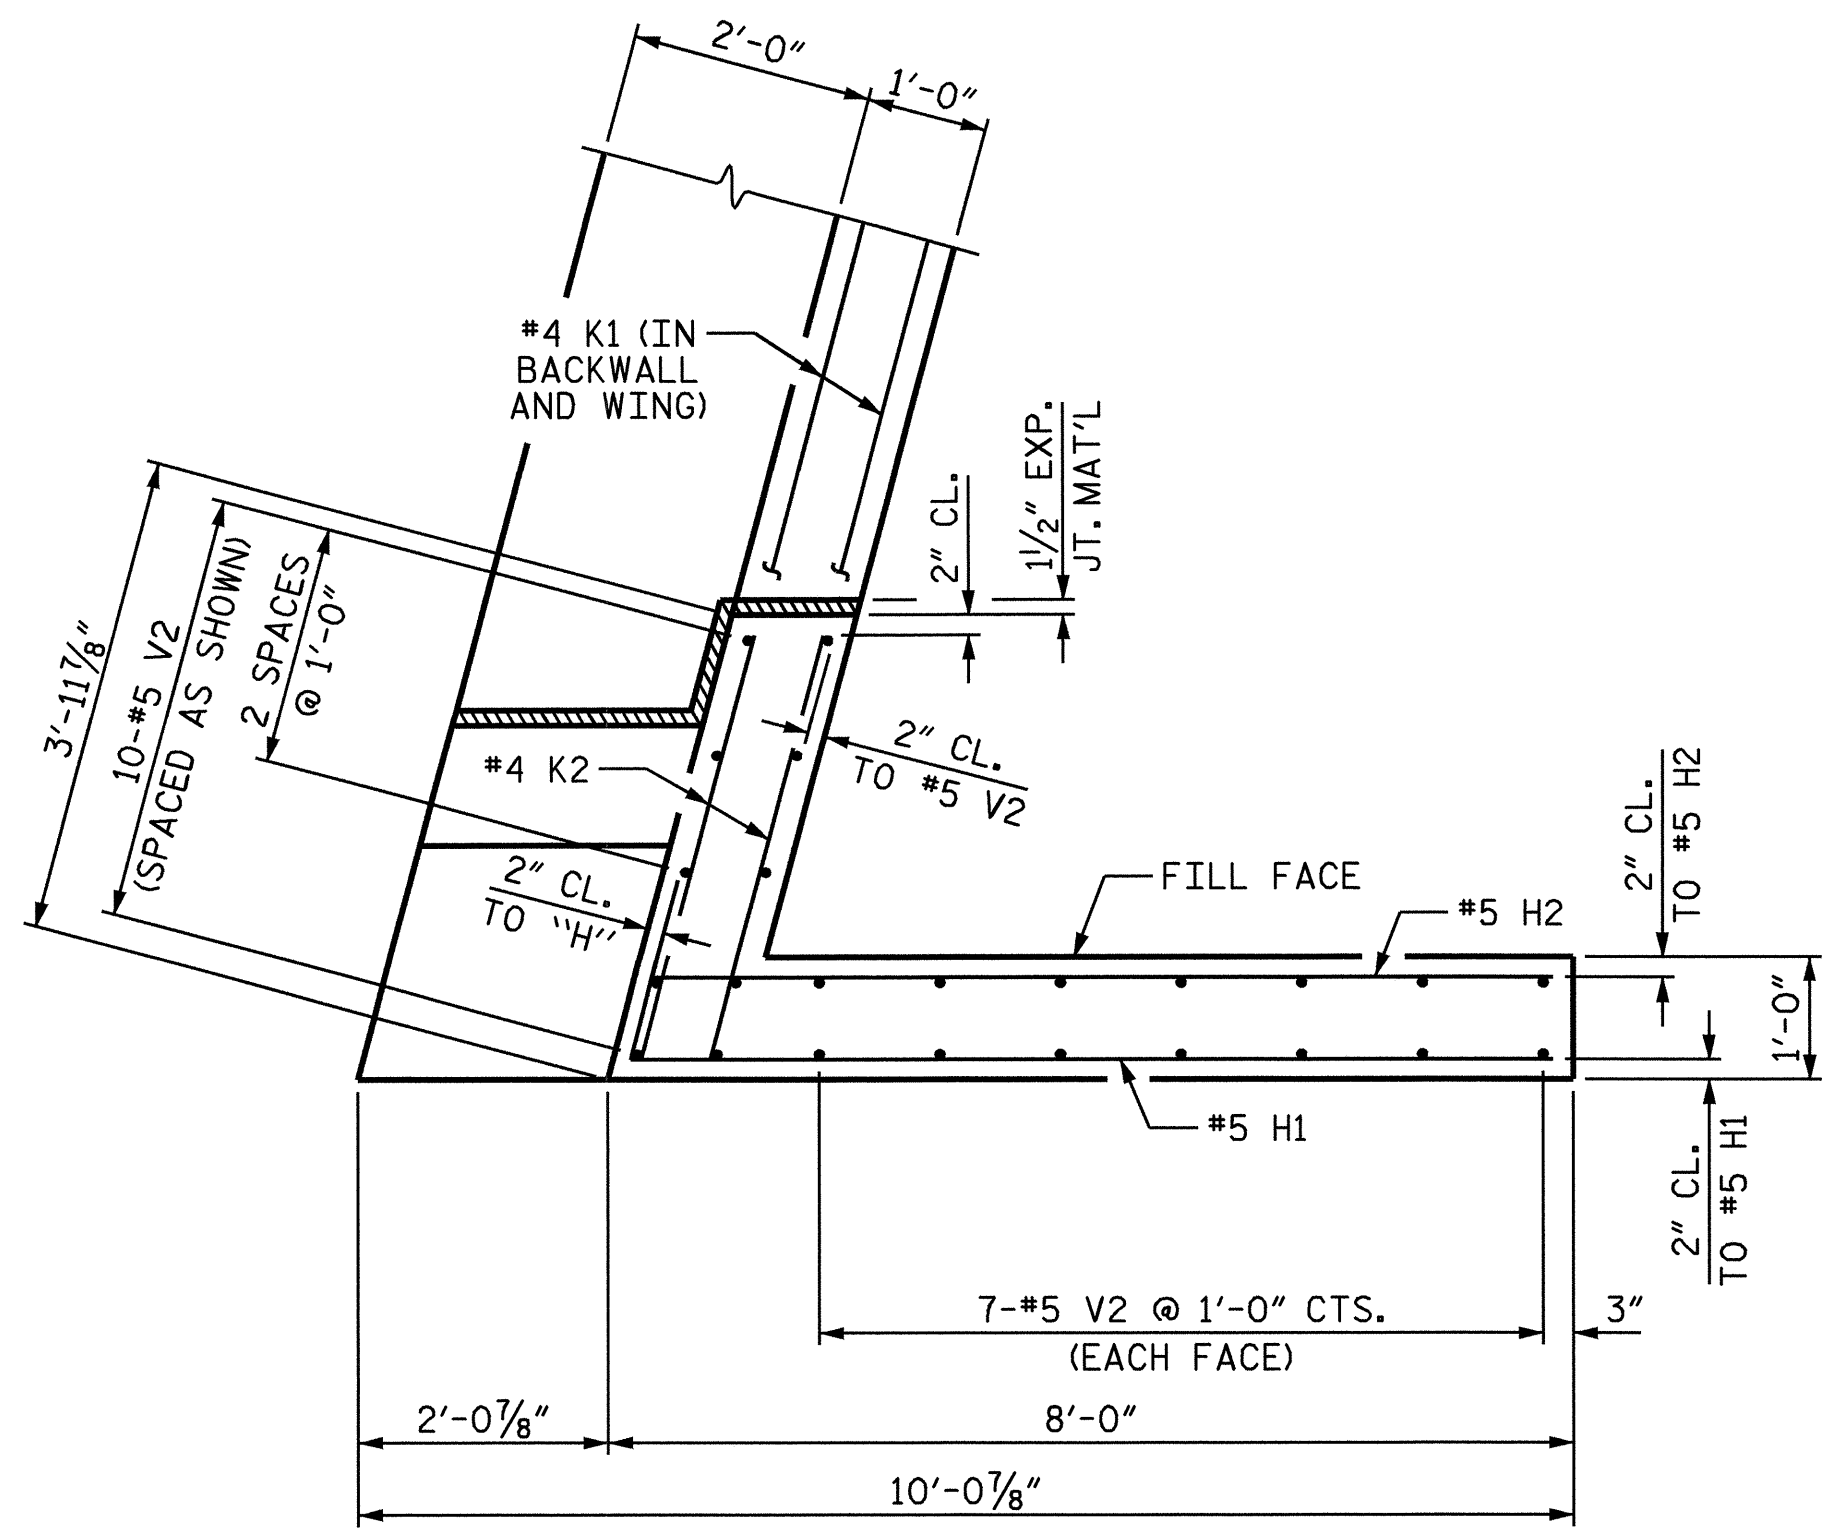 2'-0"
1'-0"
#4 K1 (IN
BACKWALL
AND WING)
1½" EXP.
JT. MAT'L
2" CL.
3'-11⅞"
10-#5 V2
(SPACED AS SHOWN)
2 SPACES
@ 1'-0"
#4 K2
2" CL.
TO #5 V2
2" CL.
TO "H"
FILL FACE
#5 H2
2" CL.
TO #5 H2
1'-0"
#5 H1
2" CL.
TO #5 H1
7-#5 V2 @ 1'-0" CTS.
(EACH FACE)
3"
2'-0⅞"
8'-0"
10'-0⅞"